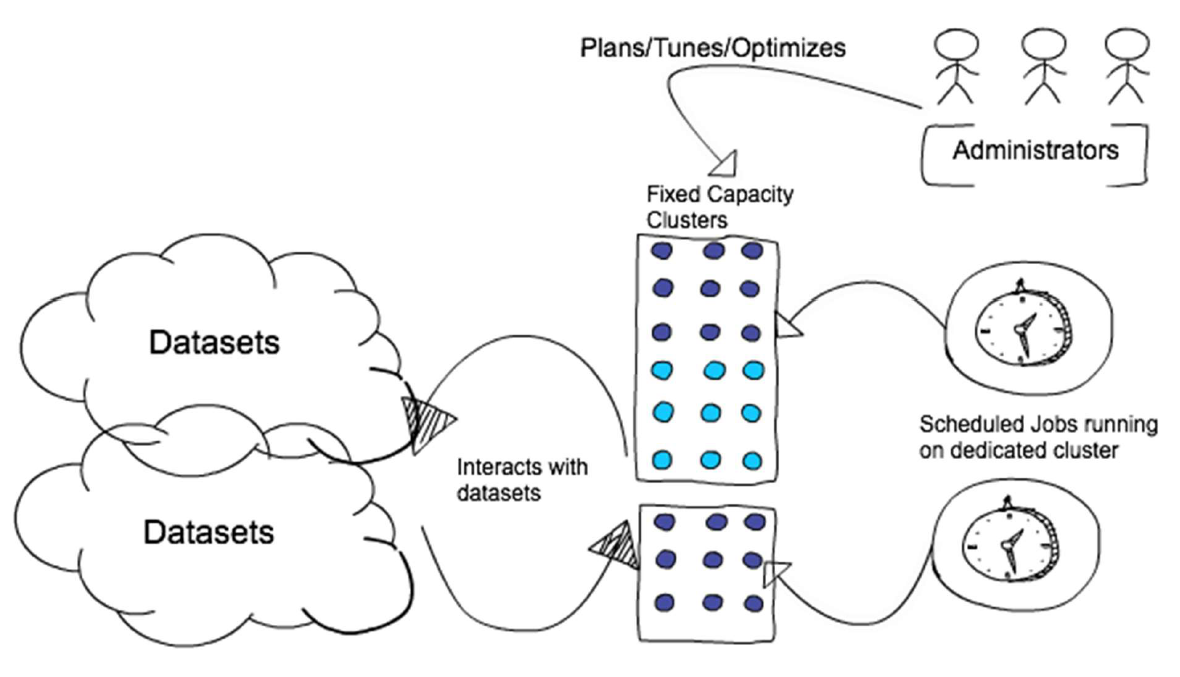 Plans/Tunes/Optimizes
Administrators
Fixed Capacity
Clusters
Datasets
Scheduled Jobs running
on dedicated cluster
Interacts with
datasets
Datasets